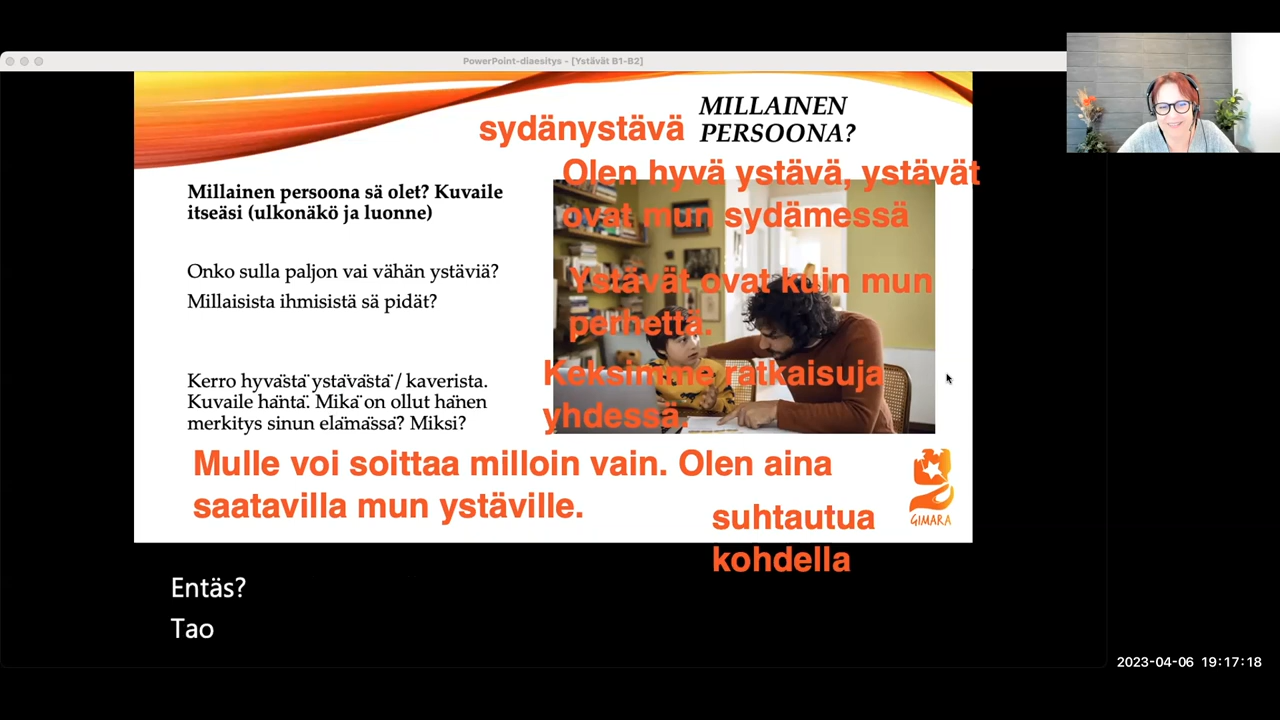 PowerPoint-diaesitys - [Ystävät B1-B2]
sydänystävä
MILLAINEN
PERSOONA?
Olen hyvä ystävä, ystävät
ovat mun sydämessä
Millainen persoona sä olet? Kuvaile
itseäsi (ulkonäkö ja luonne)
Onko sulla paljon vai vähän ystäviä?
Millaisista ihmisistä sä pidät?
Ystävät ovat kuin mun
perhettä.
Keksimme ratkaisuja
yhdessä.
Kerro hyvästä ystävästä / kaverista.
Kuvaile häntä. Mikä on ollut hänen
merkitys sinun elämässä? Miksi?
Mulle voi soittaa milloin vain. Olen aina
saatavilla mun ystäville.
GIMARA
suhtautua
kohdella
Entäs?
Tao
2023-04-06 19:17:18